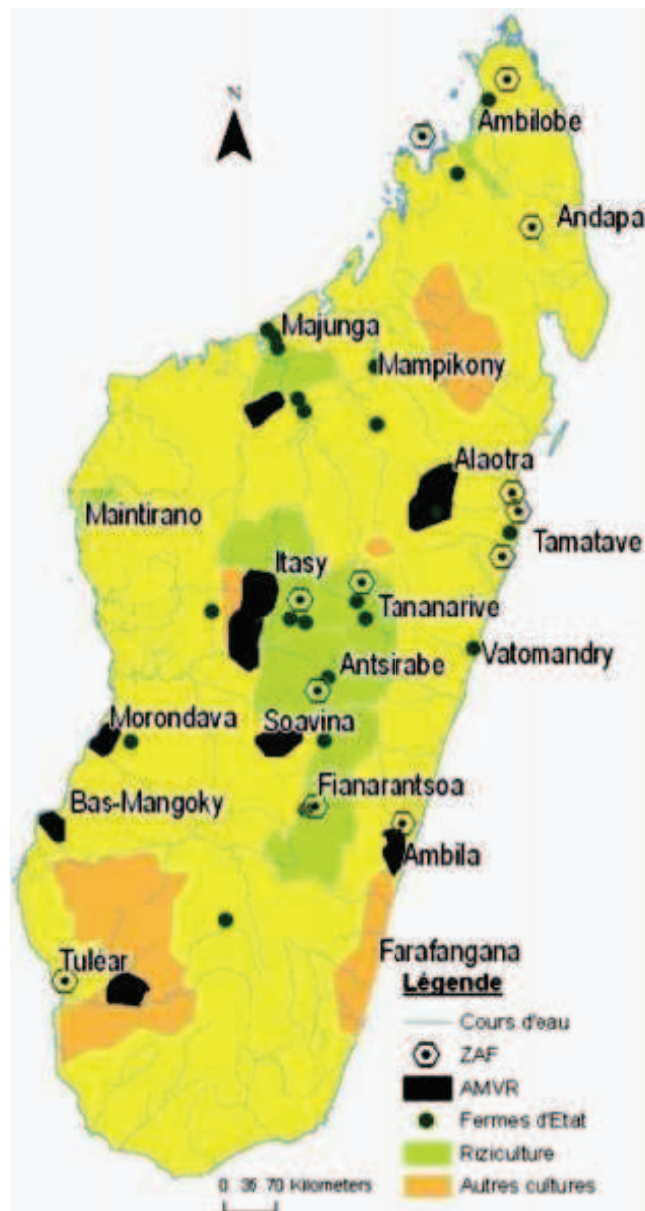 N
Ambilobe
Andapa
Majunga
Mampikony
Alaotra
Maintirano
Tamatave
Itasy
Tananarive
Antsirabe
Vatomandry
Morondava
Soavina
Bas-Mangoky
Fianarantsoa
Ambila
Tuléar
Farafangana
Légende
Cours d'eau
ZAF
AMVR
Fermes d'Etat
Riziculture
Autres cultures
0 35 70 Kilometers